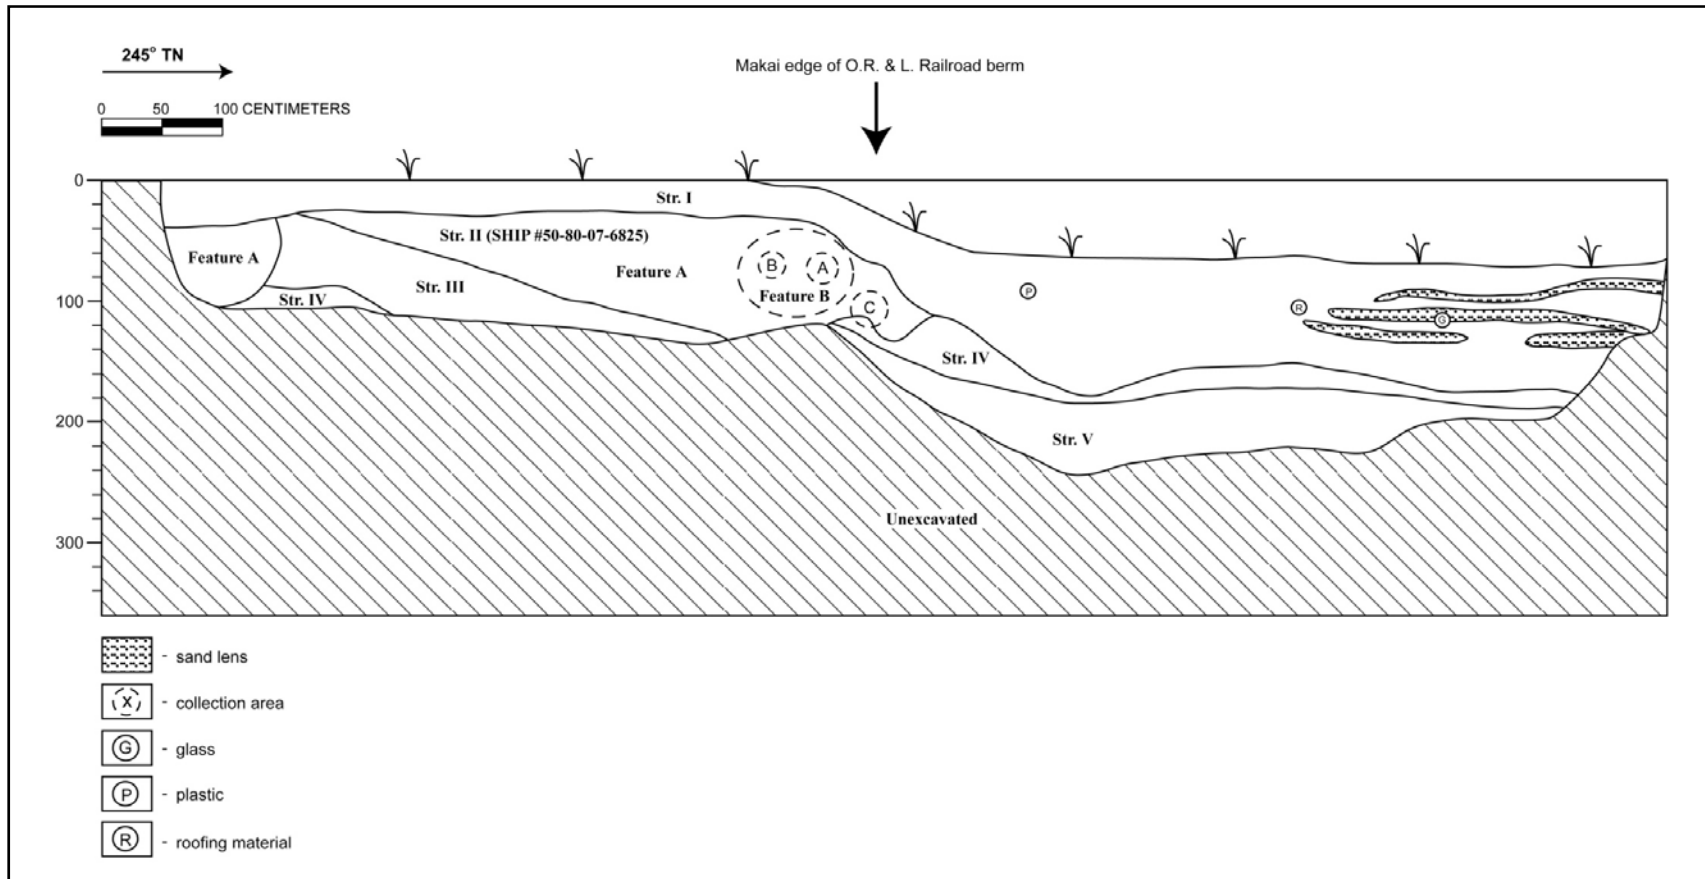 245° TN
0 50 100 CENTIMETERS
Makai edge of O.R. & L. Railroad berm
0
100
200
300
Str. I
Str. II (SHIP #50-80-07-6825)
Feature A
Feature A
B
A
Feature B
C
Str. III
Str. IV
Str. IV
Str. V
P
R
G
Unexcavated
- sand lens
X - collection area
G - glass
P - plastic
R - roofing material